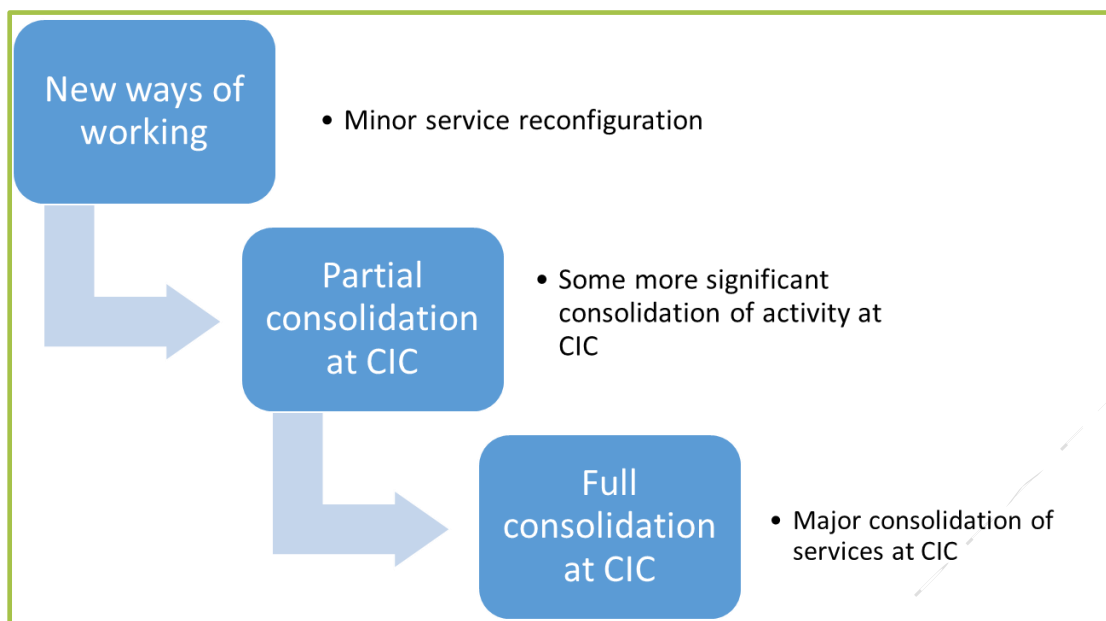 New ways of
working
• Minor service reconfiguration
Partial
consolidation
at CIC
• Some more significant
consolidation of activity at
CIC
Full
consolidation
at CIC
• Major consolidation of
services at CIC